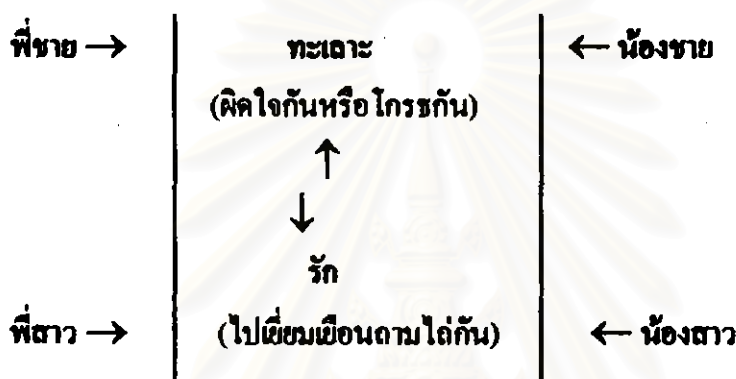 พี่ชาย → ทะเลาะ ← น้องชาย
(ผิดใจกันหรือโกรธกัน)
↑
↓
รัก
พี่สาว → (ไปเยี่ยมเยือนถามไถ่กัน) ← น้องสาว